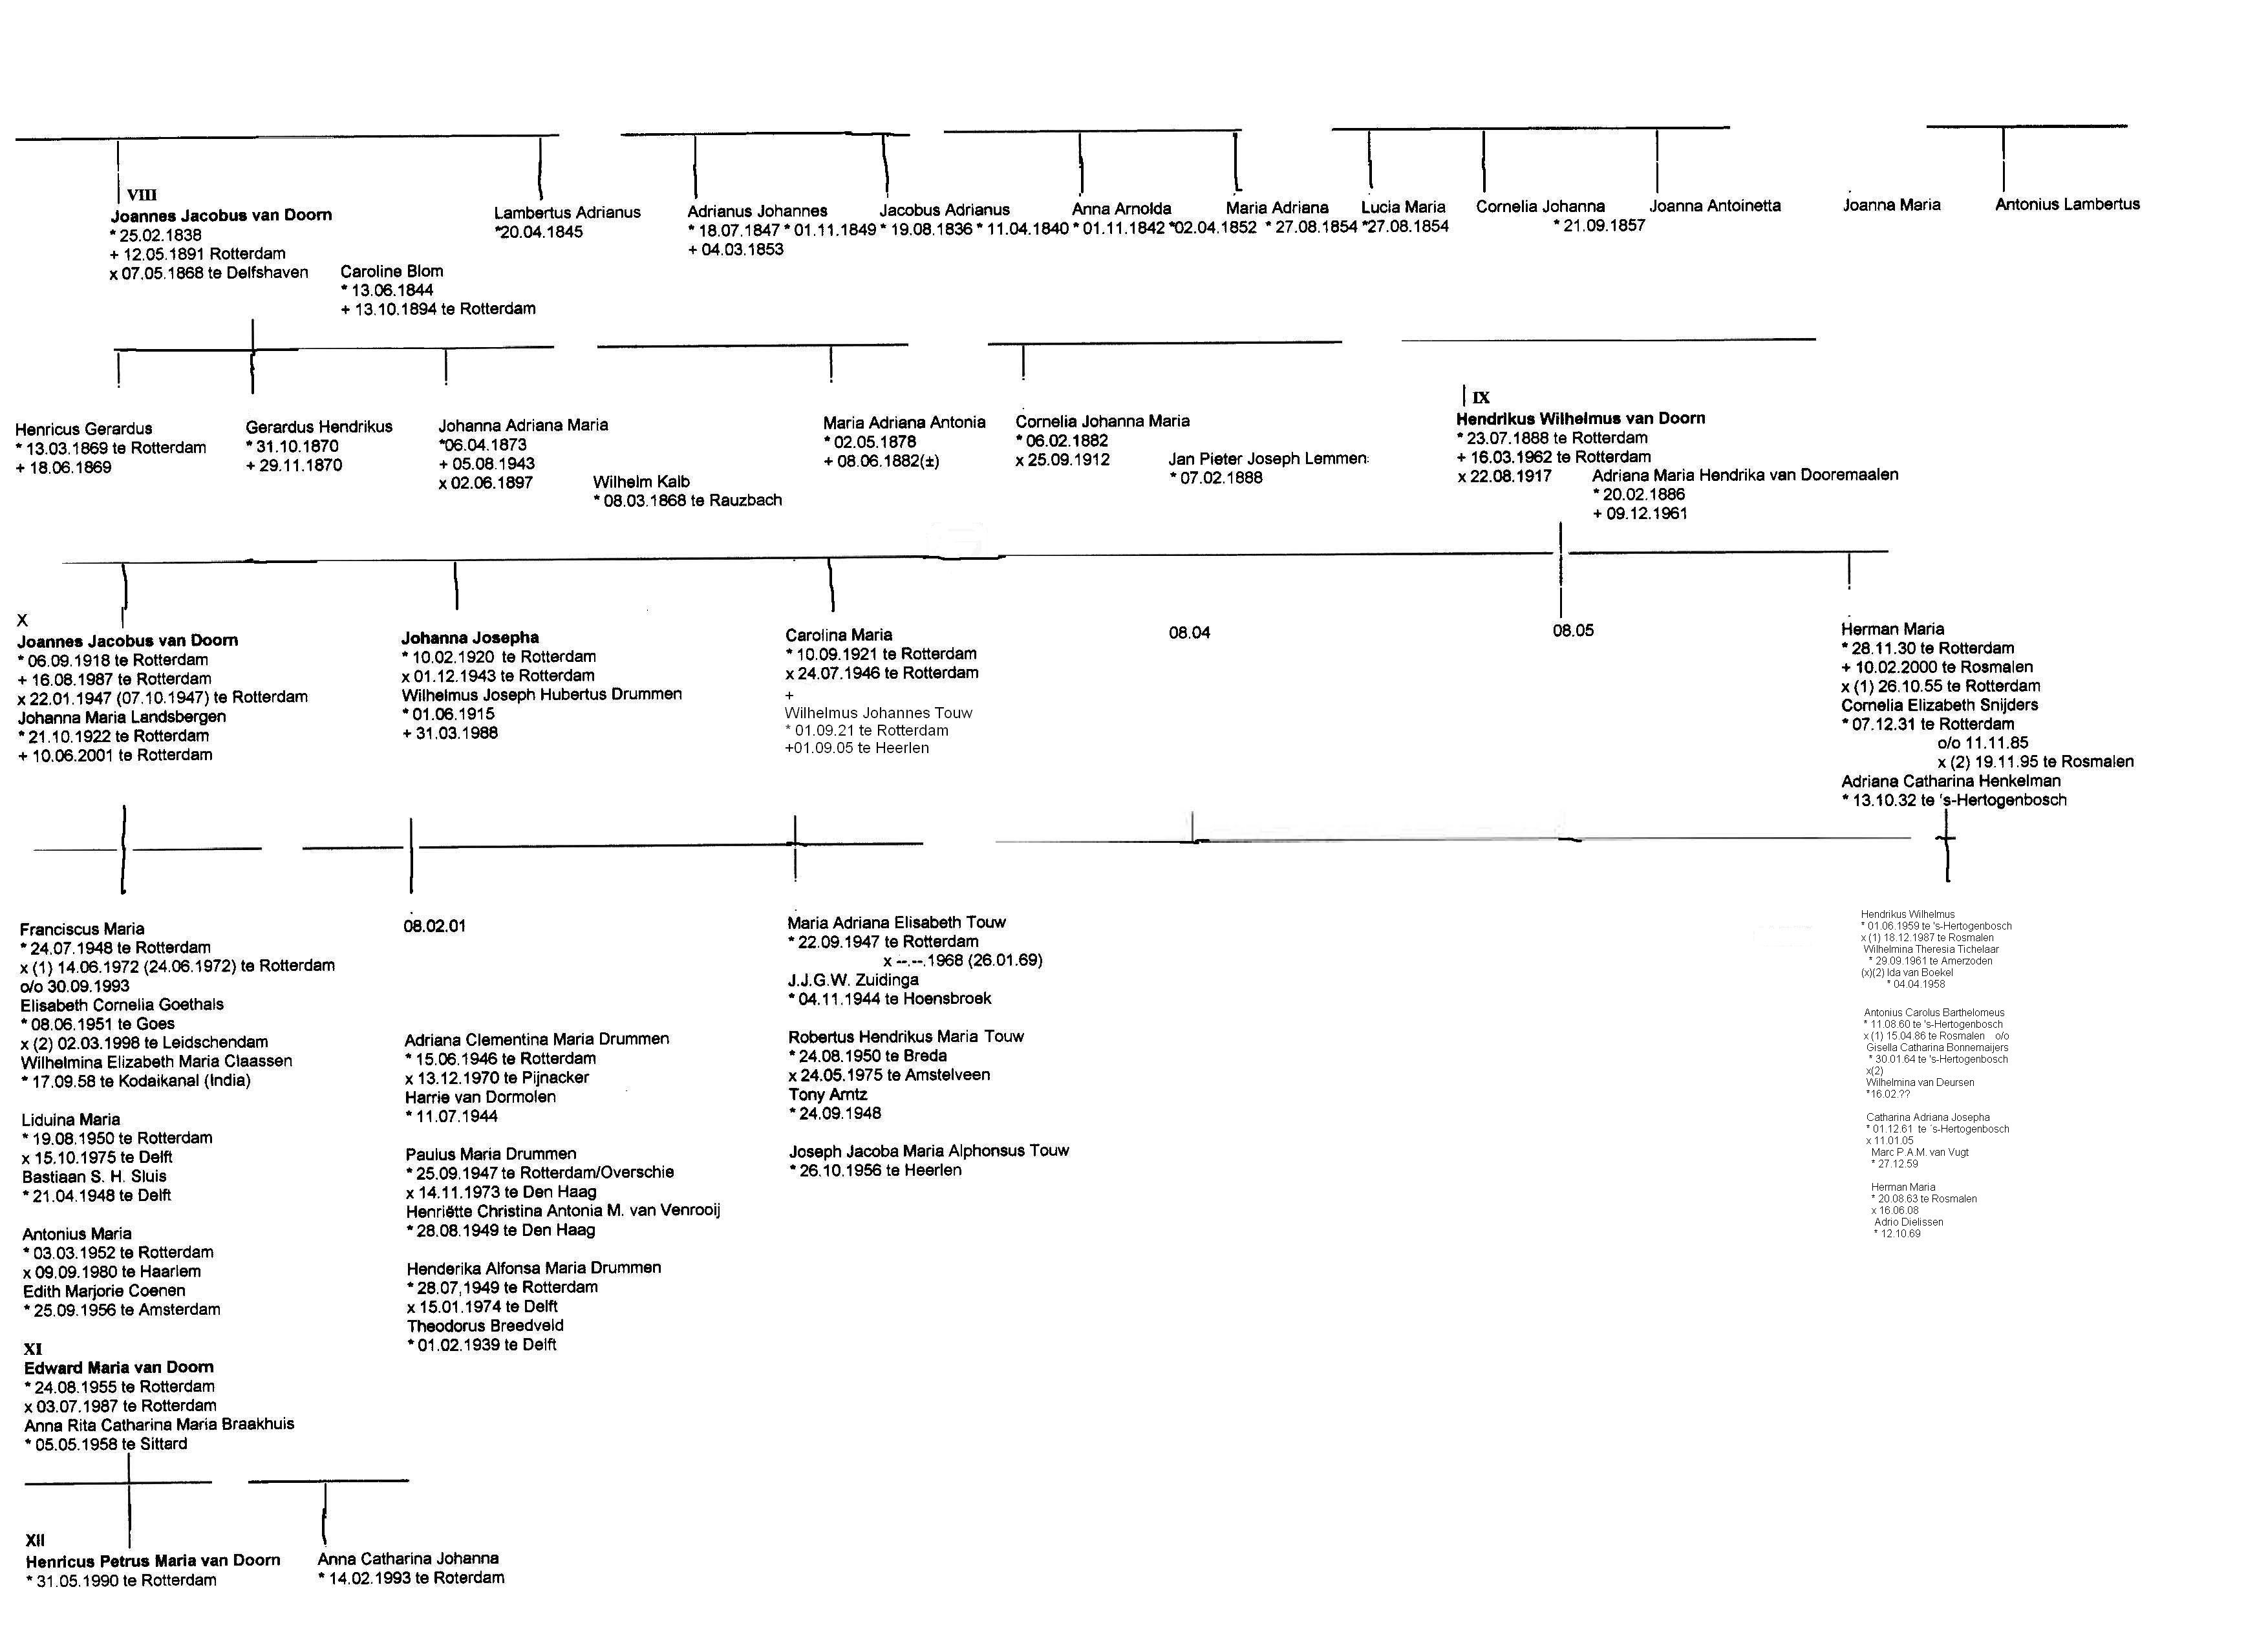 VIII
Joannes Jacobus van Doorn
* 25.02.1838
+ 12.05.1891 Rotterdam
x 07.05.1868 te Delfshaven
Caroline Blom
* 13.06.1844
+ 13.10.1894 te Rotterdam
Lambertus Adrianus
*20.04.1845
Adrianus Johannes Jacobus Adrianus Anna Arnolda Maria Adriana Lucia Maria Cornelia Johanna Joanna Antoinetta Joanna Maria Antonius Lambertus
* 18.07.1847 * 01.11.1849 * 19.08.1836 * 11.04.1840 * 01.11.1842 *02.04.1852 * 27.08.1854 *27.08.1854 * 21.09.1857
+ 04.03.1853
Henricus Gerardus
* 13.03.1869 te Rotterdam
+ 18.06.1869
Gerardus Hendrikus
* 31.10.1870
+ 29.11.1870
Johanna Adriana Maria
*06.04.1873
+ 05.08.1943
x 02.06.1897
Wilhelm Kalb
* 08.03.1868 te Rauzbach
Maria Adriana Antonia
* 02.05.1878
+ 08.06.1882(±)
Cornelia Johanna Maria
* 06.02.1882
x 25.09.1912
Jan Pieter Joseph Lemmen
* 07.02.1888
IX
Hendrikus Wilhelmus van Doorn
* 23.07.1888 te Rotterdam
+ 16.03.1962 te Rotterdam
x 22.08.1917
Adriana Maria Hendrika van Dooremaalen
* 20.02.1886
+ 09.12.1961
X
Joannes Jacobus van Doorn
* 06.09.1918 te Rotterdam
+ 16.08.1987 te Rotterdam
x 22.01.1947 (07.10.1947) te Rotterdam
Johanna Maria Landsbergen
*21.10.1922 te Rotterdam
+ 10.06.2001 te Rotterdam
Johanna Josepha
* 10.02.1920 te Rotterdam
x 01.12.1943 te Rotterdam
Wilhelmus Joseph Hubertus Drummen
* 01.06.1915
+ 31.03.1988
Carolina Maria
* 10.09.1921 te Rotterdam
x 24.07.1946 te Rotterdam
+
Wilhelmus Johannes Touw
* 01.09.21 te Rotterdam
+01.09.05 te Heerlen
08.04
08.05
Herman Maria
* 28.11.30 te Rotterdam
+ 10.02.2000 te Rosmalen
x (1) 26.10.55 te Rotterdam
Cornelia Elizabeth Snijders
* 07.12.31 te Rotterdam
o/o 11.11.85
x (2) 19.11.95 te Rosmalen
Adriana Catharina Henkelman
* 13.10.32 te 's-Hertogenbosch
Franciscus Maria
* 24.07.1948 te Rotterdam
x (1) 14.06.1972 (24.06.1972) te Rotterdam
o/o 30.09.1993
Elisabeth Cornelia Goethals
* 08.06.1951 te Goes
x (2) 02.03.1998 te Leidschendam
Wilhelmina Elizabeth Maria Claassen
* 17.09.58 te Kodaikanal (India)
Liduina Maria
* 19.08.1950 te Rotterdam
x 15.10.1975 te Delft
Bastiaan S. H. Sluis
* 21.04.1948 te Delft
Antonius Maria
* 03.03.1952 te Rotterdam
x 09.09.1980 te Haarlem
Edith Marjorie Coenen
* 25.09.1956 te Amsterdam
XI
Edward Maria van Doorn
* 24.08.1955 te Rotterdam
x 03.07.1987 te Rotterdam
Anna Rita Catharina Maria Braakhuis
* 05.05.1958 te Sittard
08.02.01
Adriana Clementina Maria Drummen
* 15.06.1946 te Rotterdam
x 13.12.1970 te Pijnacker
Harrie van Dormolen
* 11.07.1944
Paulus Maria Drummen
* 25.09.1947 te Rotterdam/Overschie
x 14.11.1973 te Den Haag
Henriëtte Christina Antonia M. van Venrooij
* 28.08.1949 te Den Haag
Henderika Alfonsa Maria Drummen
* 28.07,1949 te Rotterdam
x 15.01.1974 te Delft
Theodorus Breedveld
* 01.02.1939 te Delft
Maria Adriana Elisabeth Touw
* 22.09.1947 te Rotterdam
x --.--.1968 (26.01.69)
J.J.G.W. Zuidinga
* 04.11.1944 te Hoensbroek
Robertus Hendrikus Maria Touw
* 24.08.1950 te Breda
x 24.05.1975 te Amstelveen
Tony Arntz
* 24.09.1948
Joseph Jacoba Maria Alphonsus Touw
* 26.10.1956 te Heerlen
Hendrikus Wilhelmus
* 01.06.1959 te 's-Hertogenbosch
x (1) 18.12.1987 te Rosmalen
Wilhelmina Theresia Tichelaar
* 29.09.1961 te Amerzoden
(x)(2) Ida van Boekel
* 04.04.1958
Antonius Carolus Barthelomeus
* 11.08.60 te 's-Hertogenbosch
x (1) 15.04.86 te Rosmalen o/o
Gisella Catharina Bonnemaijers
* 30.01.64 te 's-Hertogenbosch
x(2)
Wilhelmina van Deursen
*16.02.??
Catharina Adriana Josepha
* 01.12.61 te ´s-Hertogenbosch
x 11.01.05
Marc P.A.M. van Vugt
* 27.12.59
Herman Maria
* 20.08.63 te Rosmalen
x 16.06.08
Adrio Dielissen
* 12.10.69
XII
Henricus Petrus Maria van Doorn
* 31.05.1990 te Rotterdam
Anna Catharina Johanna
* 14.02.1993 te Roterdam